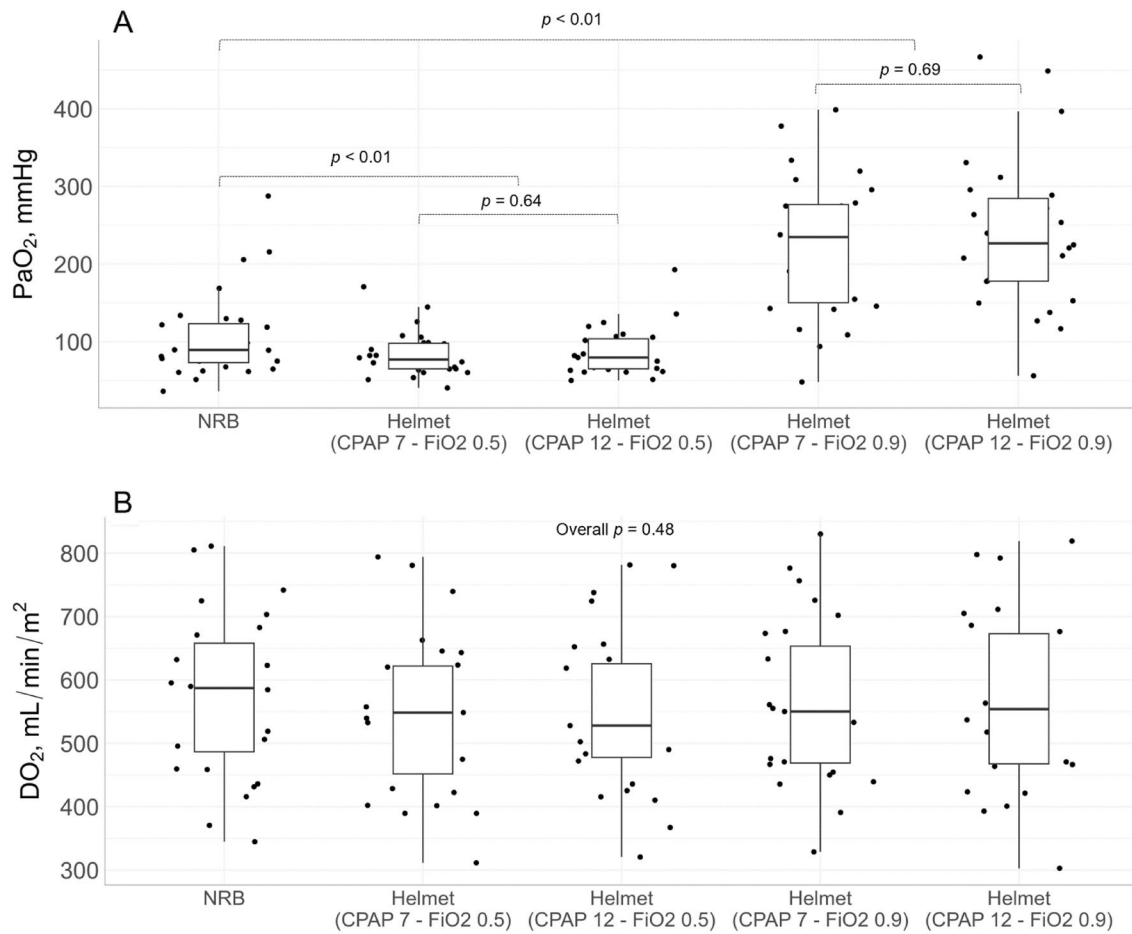 A
p < 0.01
p = 0.69
p < 0.01
p = 0.64
PaO₂, mmHg
400
300
200
100
NRB
Helmet
(CPAP 7 - FiO2 0.5)
Helmet
(CPAP 12 - FiO2 0.5)
Helmet
(CPAP 7 - FiO2 0.9)
Helmet
(CPAP 12 - FiO2 0.9)
B
Overall p = 0.48
DO₂, mL/min/m²
800
700
600
500
400
300
NRB
Helmet
(CPAP 7 - FiO2 0.5)
Helmet
(CPAP 12 - FiO2 0.5)
Helmet
(CPAP 7 - FiO2 0.9)
Helmet
(CPAP 12 - FiO2 0.9)